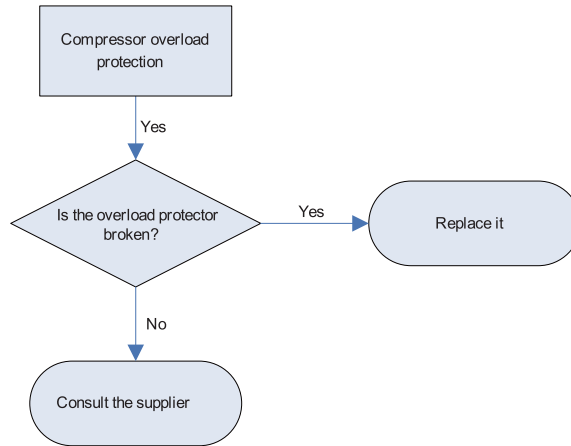 Compressor overload
protection
Yes
Is the overload protector
broken?
Yes
Replace it
No
Consult the supplier